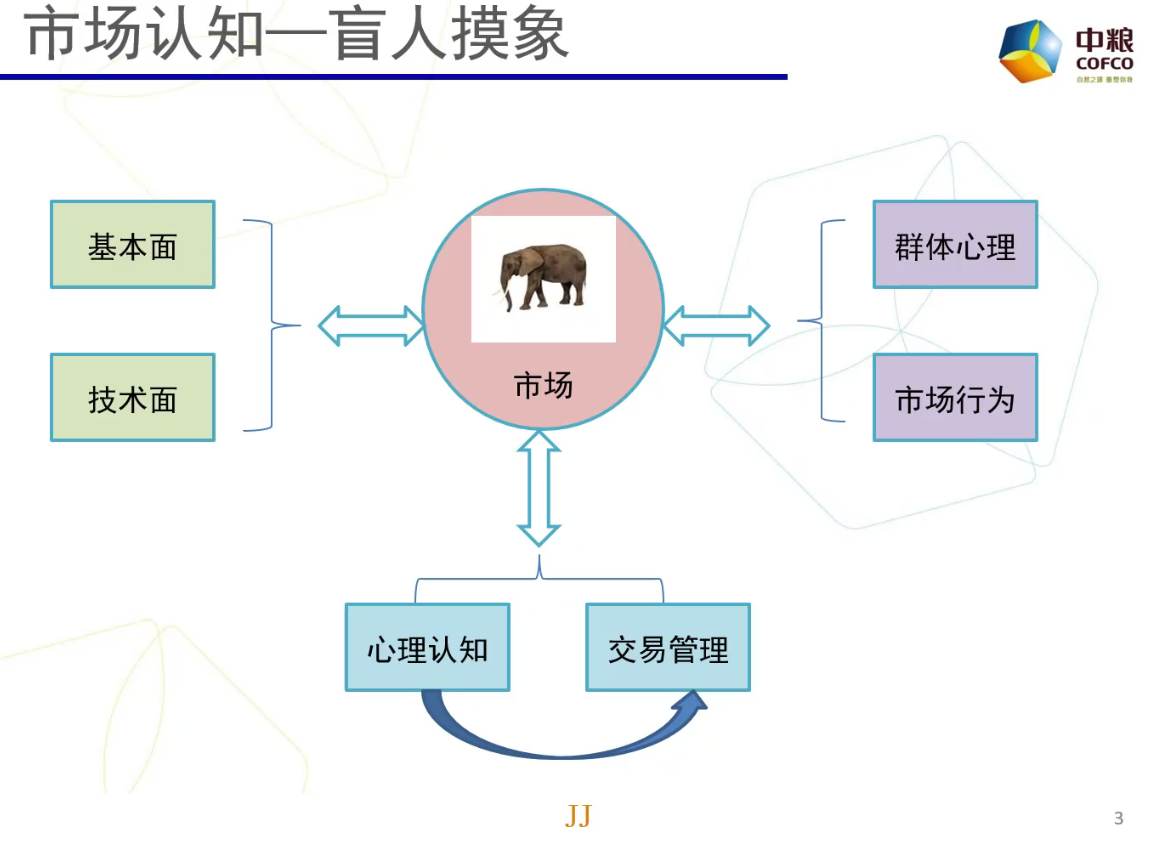 市场认知—盲人摸象
中粮
COFCO
自然之源 重塑你我
基本面
群体心理
技术面
市场行为
市场
心理认知
交易管理
JJ
3